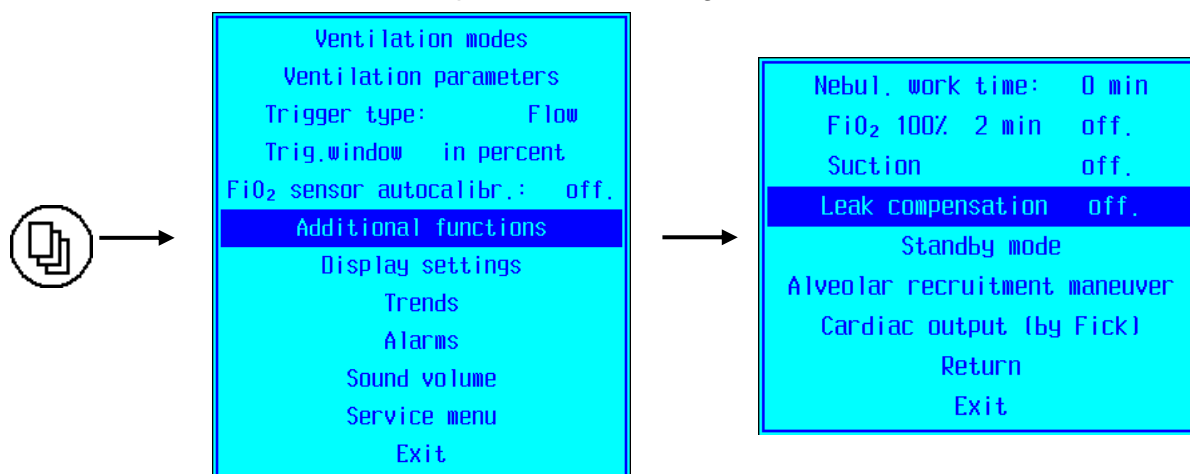 Ventilation modes
Ventilation parameters
Trigger type: Flow
Trig.window in percent
FiO₂ sensor autocalibr.: off.
Additional functions
Display settings
Trends
Alarms
Sound volume
Service menu
Exit
Nebul. work time: 0 min
FiO₂ 100% 2 min off.
Suction off.
Leak compensation off.
Standby mode
Alveolar recruitment maneuver
Cardiac output (by Fick)
Return
Exit